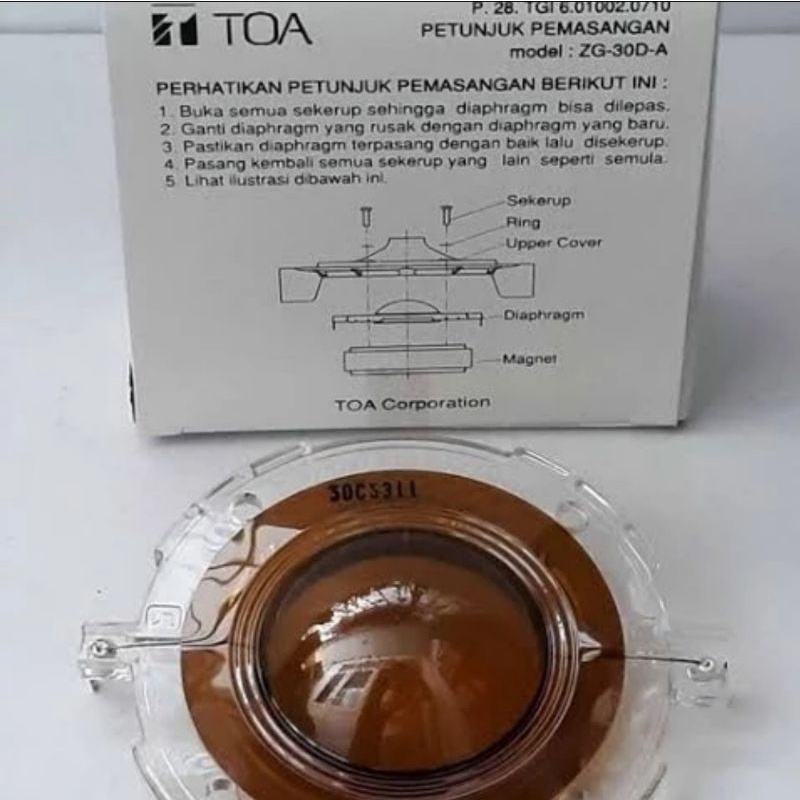 TOA
P. 28. TGI 6.01002.0710
PETUNJUK PEMASANGAN
model : ZG-30D-A
PERHATIKAN PETUNJUK PEMASANGAN BERIKUT INI :
1. Buka semua sekerup sehingga diaphragm bisa dilepas.
2. Ganti diaphragm yang rusak dengan diaphragm yang baru.
3. Pastikan diaphragm terpasang dengan baik lalu disekerup.
4. Pasang kembali semua sekerup yang lain seperti semula.
5. Lihat ilustrasi dibawah ini.
Sekerup
Ring
Upper Cover
Diaphragm
Magnet
TOA Corporation